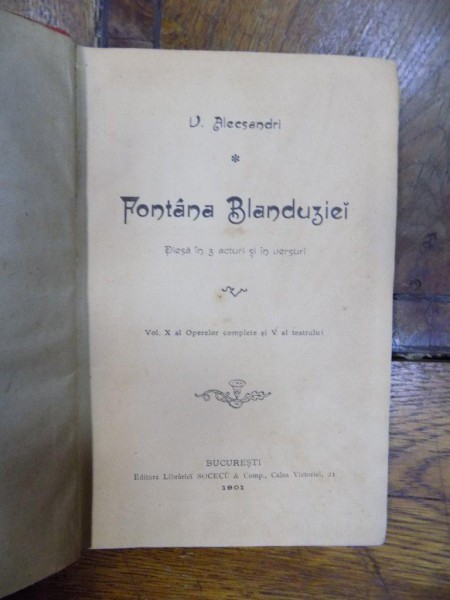 V. Alecsandri
*
Fontâna Blanduziei
Piesă în 3 acturi și în versuri
Vol. X al Operelor complete și V al teatrului
BUCUREȘTI
Editura Librăriei SOCECŬ & Comp., Calea Victoriei, 21
1901